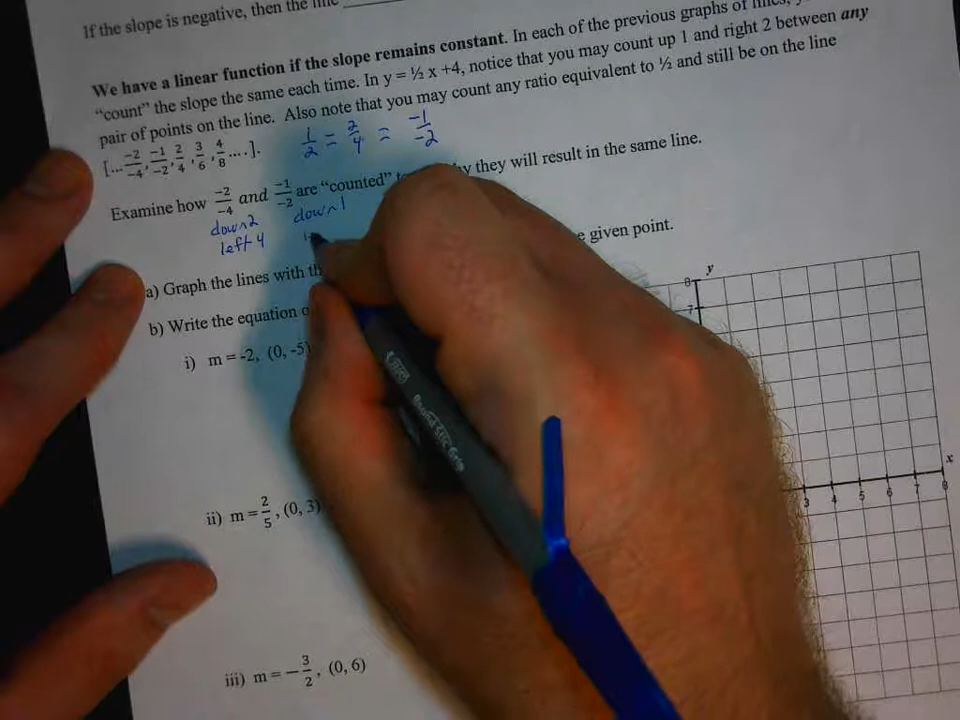 If the slope is negative, then the line
We have a linear function if the slope remains constant. In each of the previous graphs of lines,
“count” the slope the same each time. In y = ½ x +4, notice that you may count up 1 and right 2 between any
pair of points on the line. Also note that you may count any ratio equivalent to ½ and still be on the line
[... -2/-4, -1/-2, 2/4, 3/6, 4/8 ....].
1/2 = 2/4 = -1/-2
Examine how -2/-4 and -1/-2 are “counted” they will result in the same line.
down 2 down 1
left 4
a) Graph the lines with given point.
b) Write the equation
i) m = -2, (0, -5)
ii) m = 2/5, (0, 3)
iii) m = -3/2, (0, 6)
y
8
7
x
3 4 5 6 7 8
Round Stic Grip